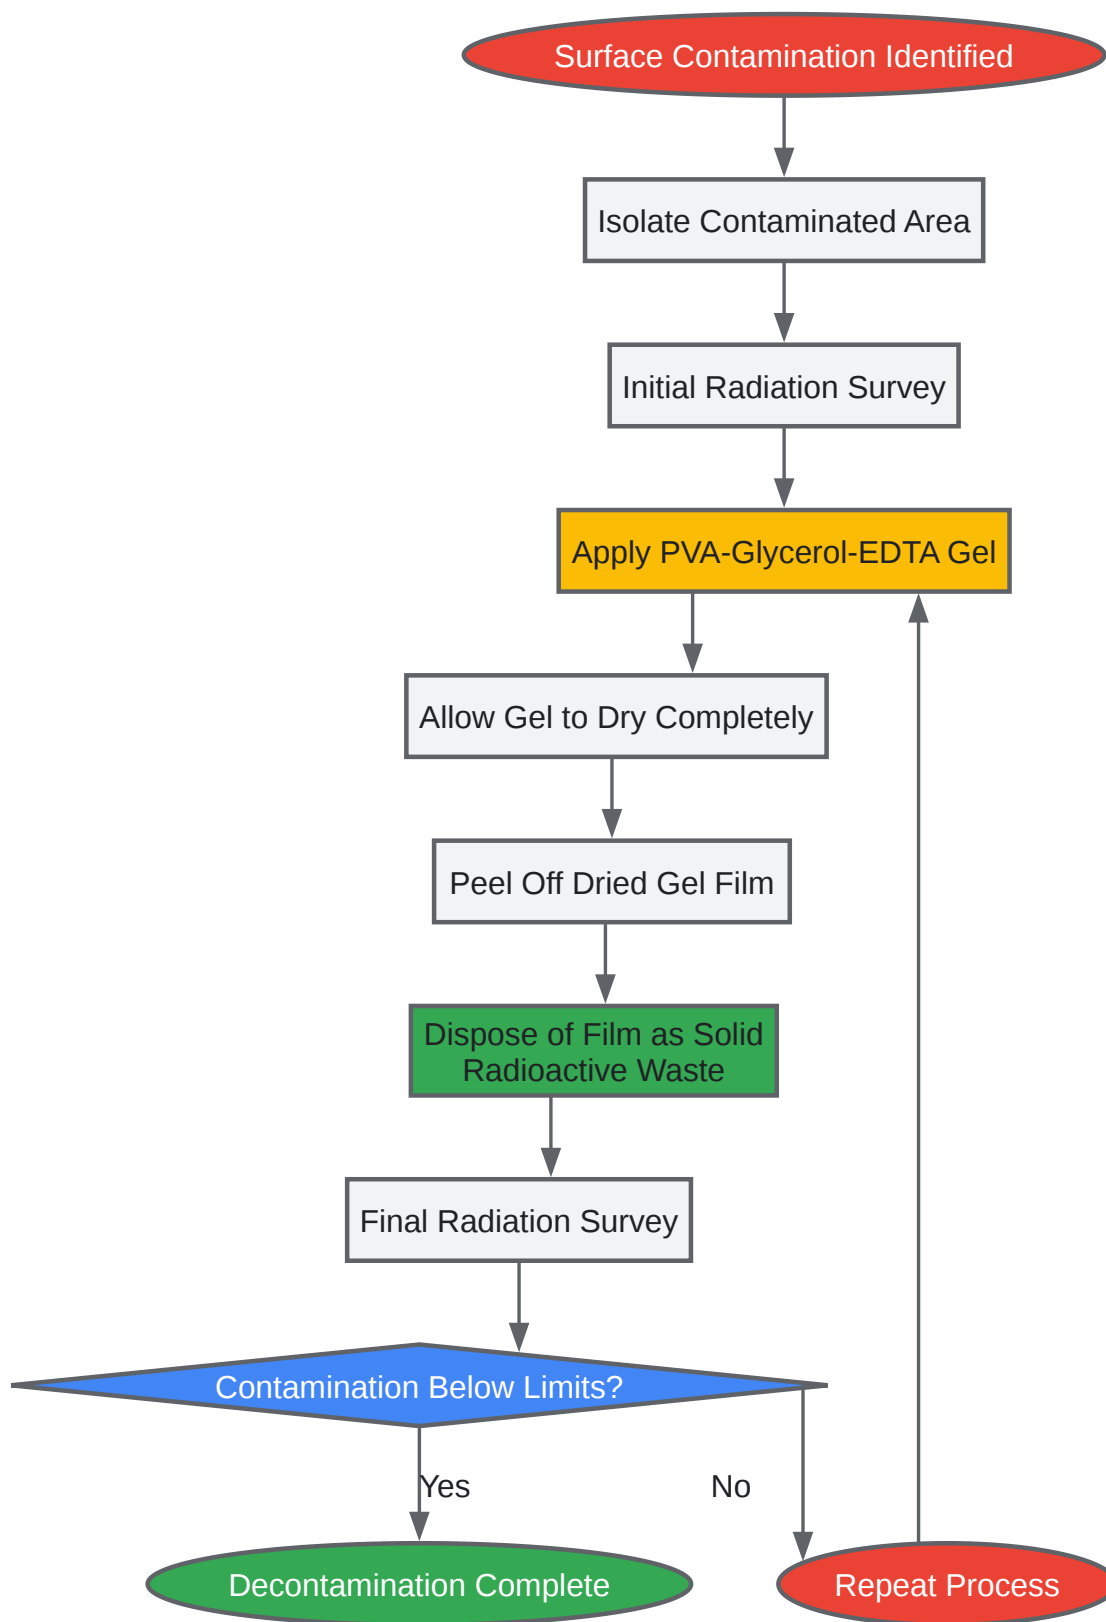 Surface Contamination Identified
Isolate Contaminated Area
Initial Radiation Survey
Apply PVA-Glycerol-EDTA Gel
Allow Gel to Dry Completely
Peel Off Dried Gel Film
Dispose of Film as Solid
Radioactive Waste
Final Radiation Survey
Contamination Below Limits?
Yes
No
Decontamination Complete
Repeat Process